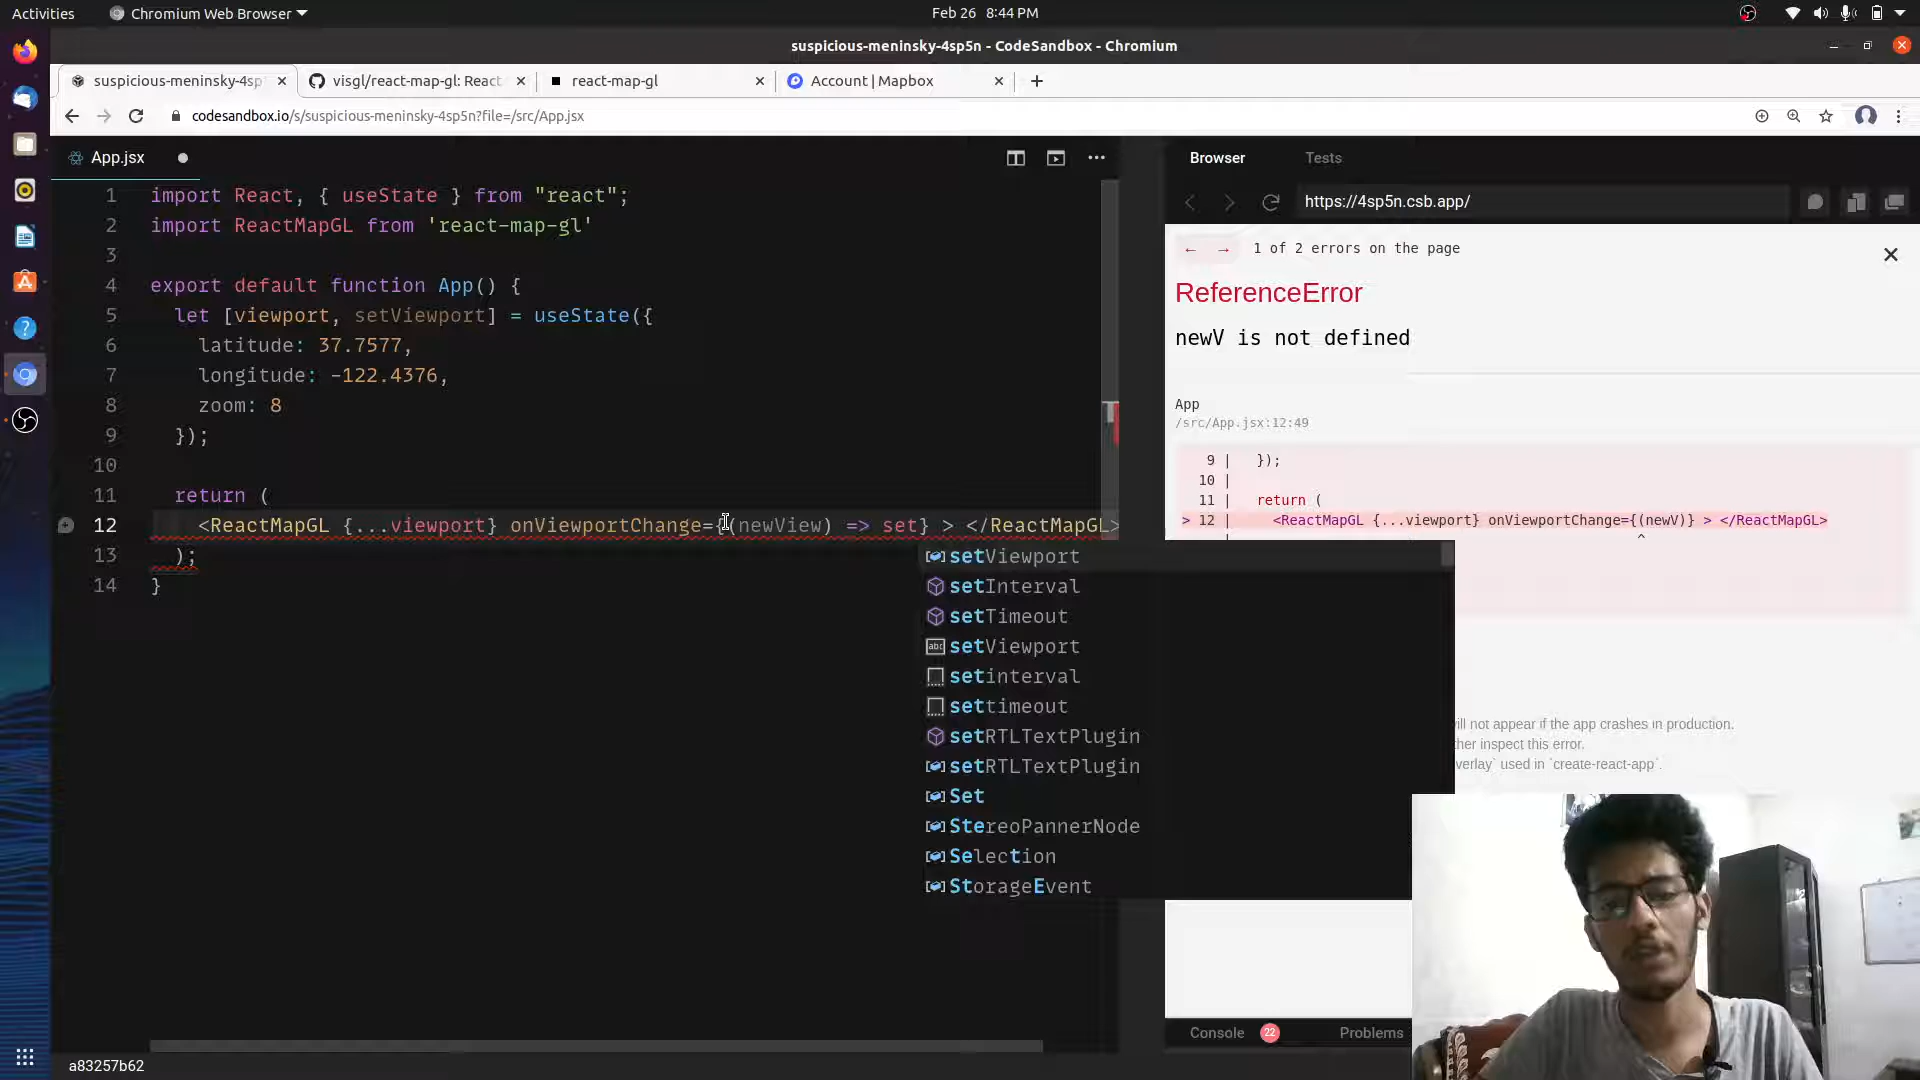 Activities Chromium Web Browser Feb 26 8:44 PM
suspicious-meninsky-4sp5n - CodeSandbox - Chromium
suspicious-meninsky-4sp visgl/react-map-gl: React react-map-gl Account | Mapbox
codesandbox.io/s/suspicious-meninsky-4sp5n?file=/src/App.jsx
App.jsx
1 import React, { useState } from "react";
2 import ReactMapGL from 'react-map-gl'
3
4 export default function App() {
5 let [viewport, setViewport] = useState({
6 latitude: 37.7577,
7 longitude: -122.4376,
8 zoom: 8
9 });
10
11 return (
12 <ReactMapGL {...viewport} onViewportChange={(newView) => set} > </ReactMapGL>
13 );
14 }
setViewport
setInterval
setTimeout
abc setViewport
setinterval
settimeout
setRTLTextPlugin
setRTLTextPlugin
Set
StereoPannerNode
Selection
StorageEvent
a83257b62
Browser Tests
https://4sp5n.csb.app/
← → 1 of 2 errors on the page
ReferenceError
newV is not defined
App
/src/App.jsx:12:49
9 | });
10 |
11 | return (
> 12 | <ReactMapGL {...viewport} onViewportChange={(newV)} > </ReactMapGL>
| ^
ill not appear if the app crashes in production.
ther inspect this error.
verlay` used in `create-react-app`.
Console 22 Problems